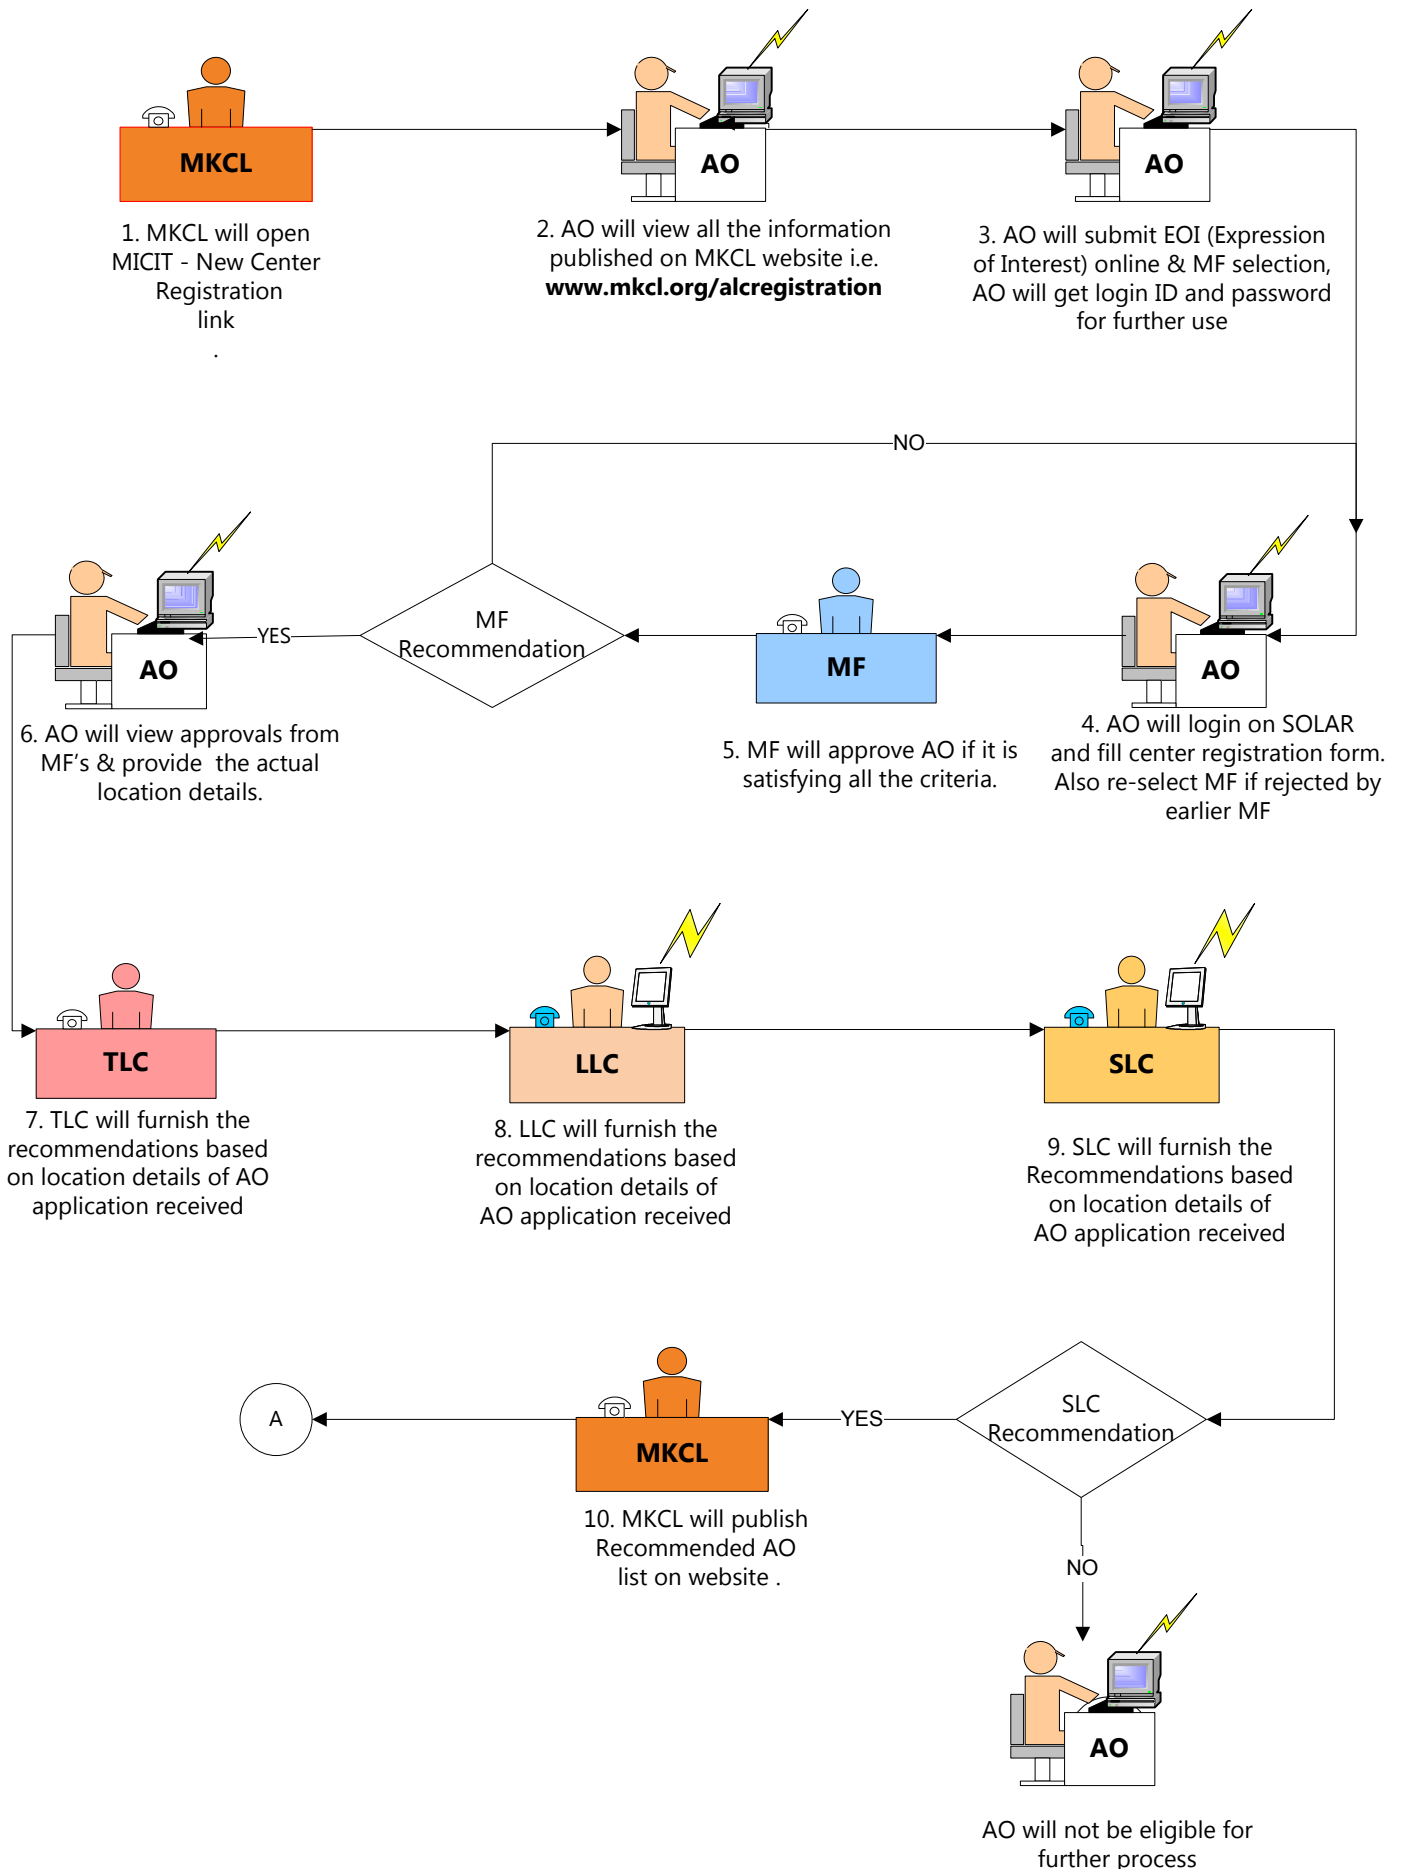 MKCL
1. MKCL will open
MICIT - New Center
Registration
link
.
AO
2. AO will view all the information
published on MKCL website i.e.
www.mkcl.org/alcregistration
AO
3. AO will submit EOI (Expression
of Interest) online & MF selection,
AO will get login ID and password
for further use
NO
AO
4. AO will login on SOLAR
and fill center registration form.
Also re-select MF if rejected by
earlier MF
MF
5. MF will approve AO if it is
satisfying all the criteria.
MF
Recommendation
YES
AO
6. AO will view approvals from
MF's & provide the actual
location details.
TLC
7. TLC will furnish the
recommendations based
on location details of AO
application received
LLC
8. LLC will furnish the
recommendations based
on location details of
AO application received
SLC
9. SLC will furnish the
Recommendations based
on location details of
AO application received
SLC
Recommendation
YES
MKCL
10. MKCL will publish
Recommended AO
list on website .
A
NO
AO
AO will not be eligible for
further process